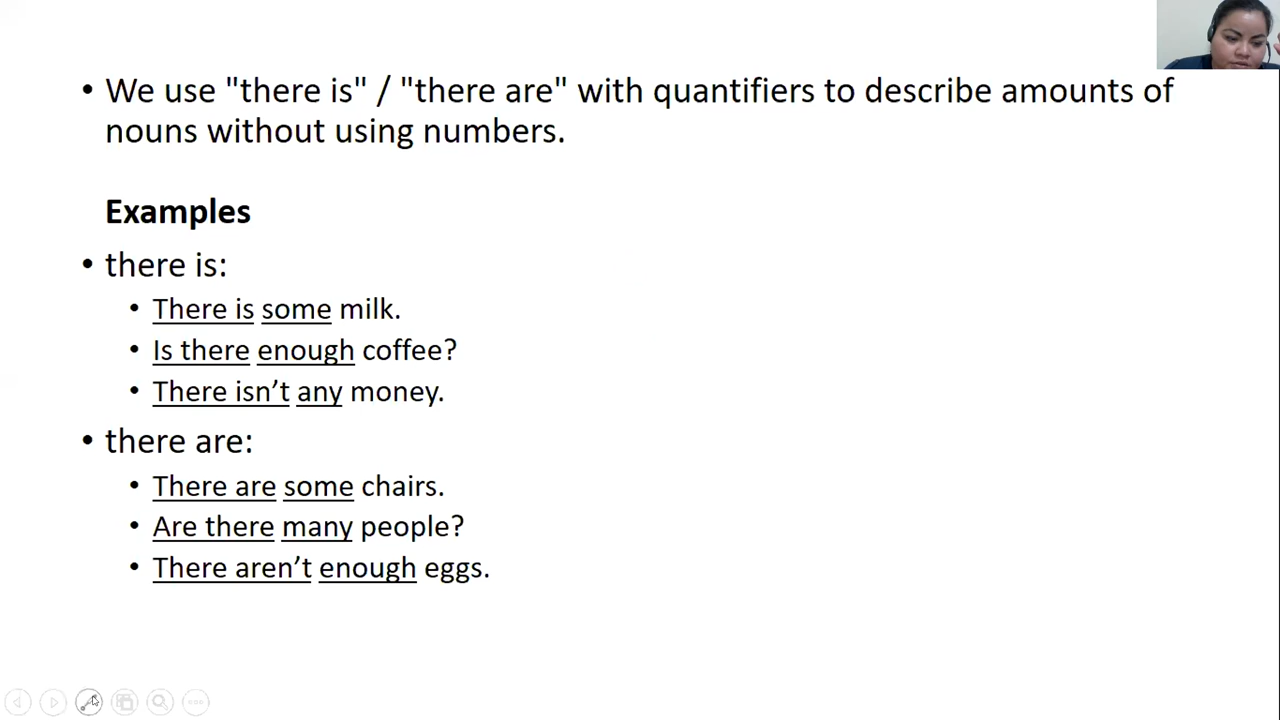 • We use "there is" / "there are" with quantifiers to describe amounts of
nouns without using numbers.
Examples
• there is:
• There is some milk.
• Is there enough coffee?
• There isn’t any money.
• there are:
• There are some chairs.
• Are there many people?
• There aren’t enough eggs.